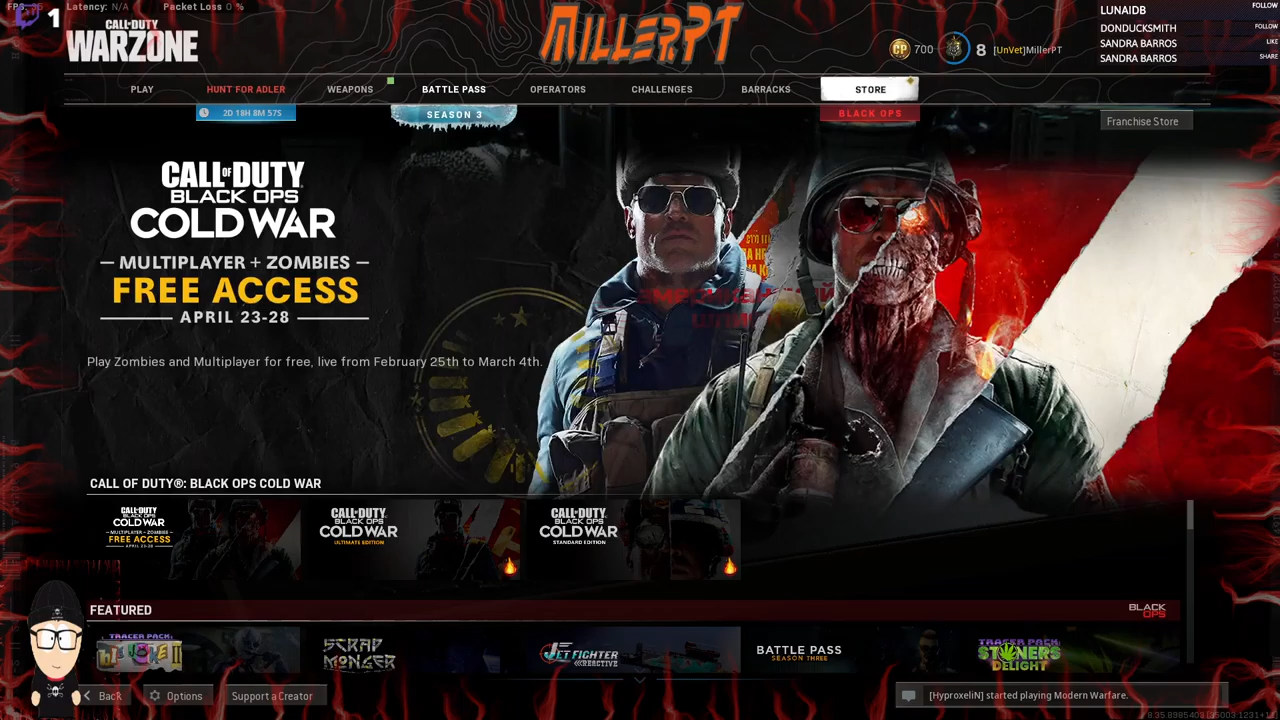 FPS: Latency: N/A Packet Loss 0 %
1
CALL OF DUTY
WARZONE
MILLERPT
CP 700
8 [UnVet]MillerPT
LUNAIDB FOLLOW
DONDUCKSMITH FOLLOW
SANDRA BARROS LIKE
SANDRA BARROS SHARE
PLAY HUNT FOR ADLER WEAPONS BATTLE PASS OPERATORS CHALLENGES BARRACKS STORE
2D 18H 8M 57S SEASON 3 BLACK OPS
Franchise Store
CALL OF DUTY
BLACK OPS
COLD WAR
MULTIPLAYER + ZOMBIES
FREE ACCESS
APRIL 23-28
Play Zombies and Multiplayer for free, live from February 25th to March 4th.
CALL OF DUTY®: BLACK OPS COLD WAR
CALL OF DUTY
BLACK OPS
COLD WAR
MULTIPLAYER + ZOMBIES
FREE ACCESS
APRIL 23-28
CALL OF DUTY
BLACK OPS
COLD WAR
ULTIMATE EDITION
CALL OF DUTY
BLACK OPS
COLD WAR
STANDARD EDITION
FEATURED BLACK OPS
TRACER PACK:
SCRAP
MONGER
JET FIGHTER
REACTIVE
BATTLE PASS
SEASON THREE
TRACER PACK:
STONERS
DELIGHT
Back Options Support a Creator
[HyproxeliN] started playing Modern Warfare.